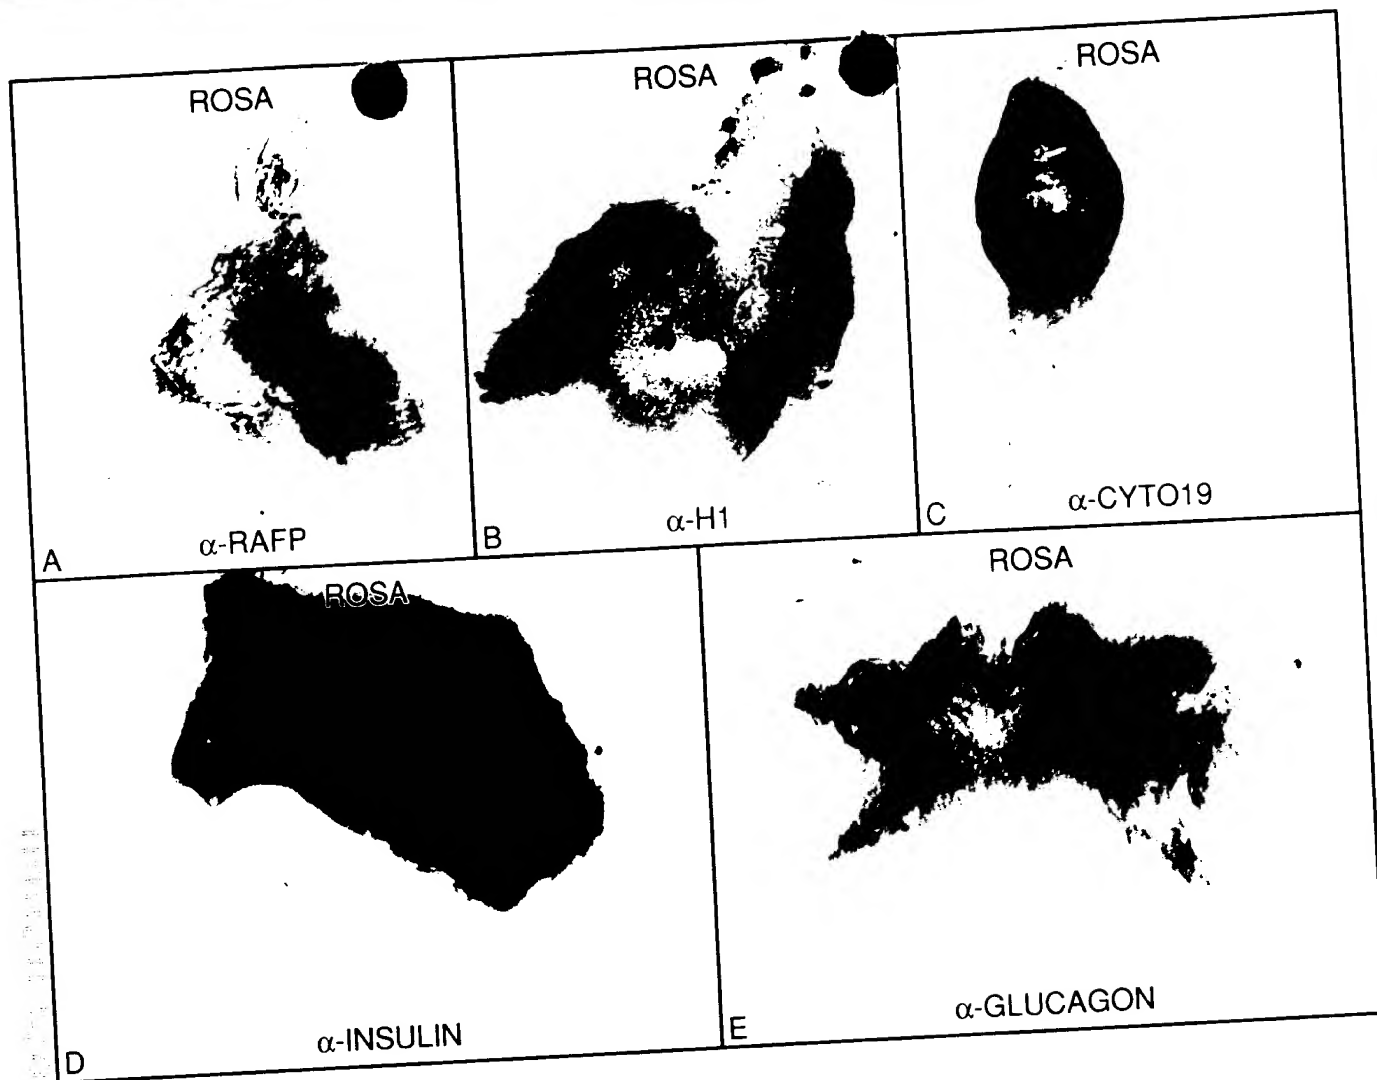 ROSA
α-RAFP
A
ROSA
α-H1
B
ROSA
α-CYTO19
C
ROSA
α-INSULIN
D
ROSA
α-GLUCAGON
E